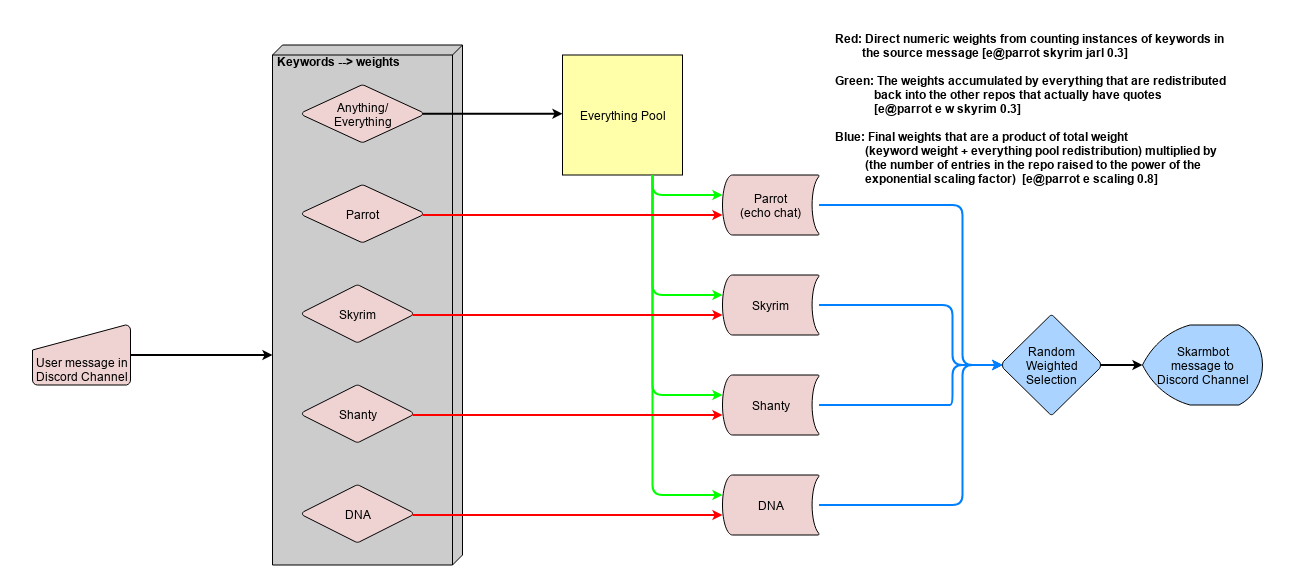 Red: Direct numeric weights from counting instances of keywords in
the source message [e@parrot skyrim jarl 0.3]
Green: The weights accumulated by everything that are redistributed
back into the other repos that actually have quotes
[e@parrot e w skyrim 0.3]
Blue: Final weights that are a product of total weight
(keyword weight + everything pool redistribution) multiplied by
(the number of entries in the repo raised to the power of the
exponential scaling factor) [e@parrot e scaling 0.8]
Keywords --> weights
Anything/
Everything
Everything Pool
Parrot
Parrot
(echo chat)
Skyrim
Skyrim
User message in
Discord Channel
Random
Weighted
Selection
Skarmbot
message to
Discord Channel
Shanty
Shanty
DNA
DNA